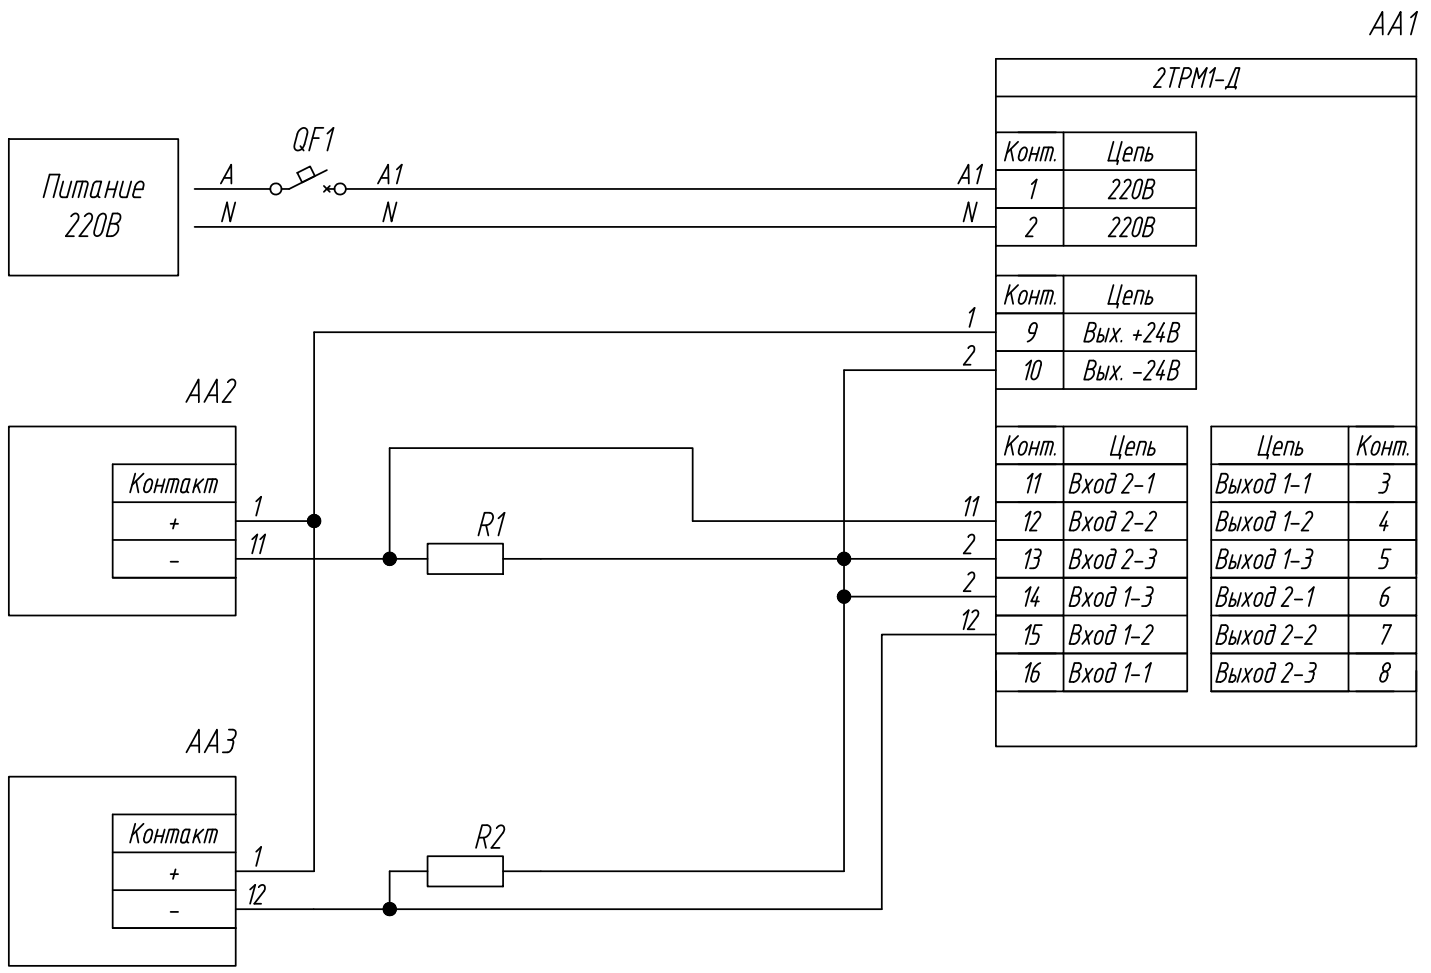 AA1
2ТРМ1-Д
QF1
Питание
220В
A
A1
A1
N
N
N
Конт. Цепь
1 220В
2 220В
Конт. Цепь
9 Вых. +24В
10 Вых. -24В
1
2
AA2
Контакт
+
-
1
11
R1
11
2
2
12
Конт. Цепь Цепь Конт.
11 Вход 2-1 Выход 1-1 3
12 Вход 2-2 Выход 1-2 4
13 Вход 2-3 Выход 1-3 5
14 Вход 1-3 Выход 2-1 6
15 Вход 1-2 Выход 2-2 7
16 Вход 1-1 Выход 2-3 8
AA3
Контакт
+
-
1
12
R2